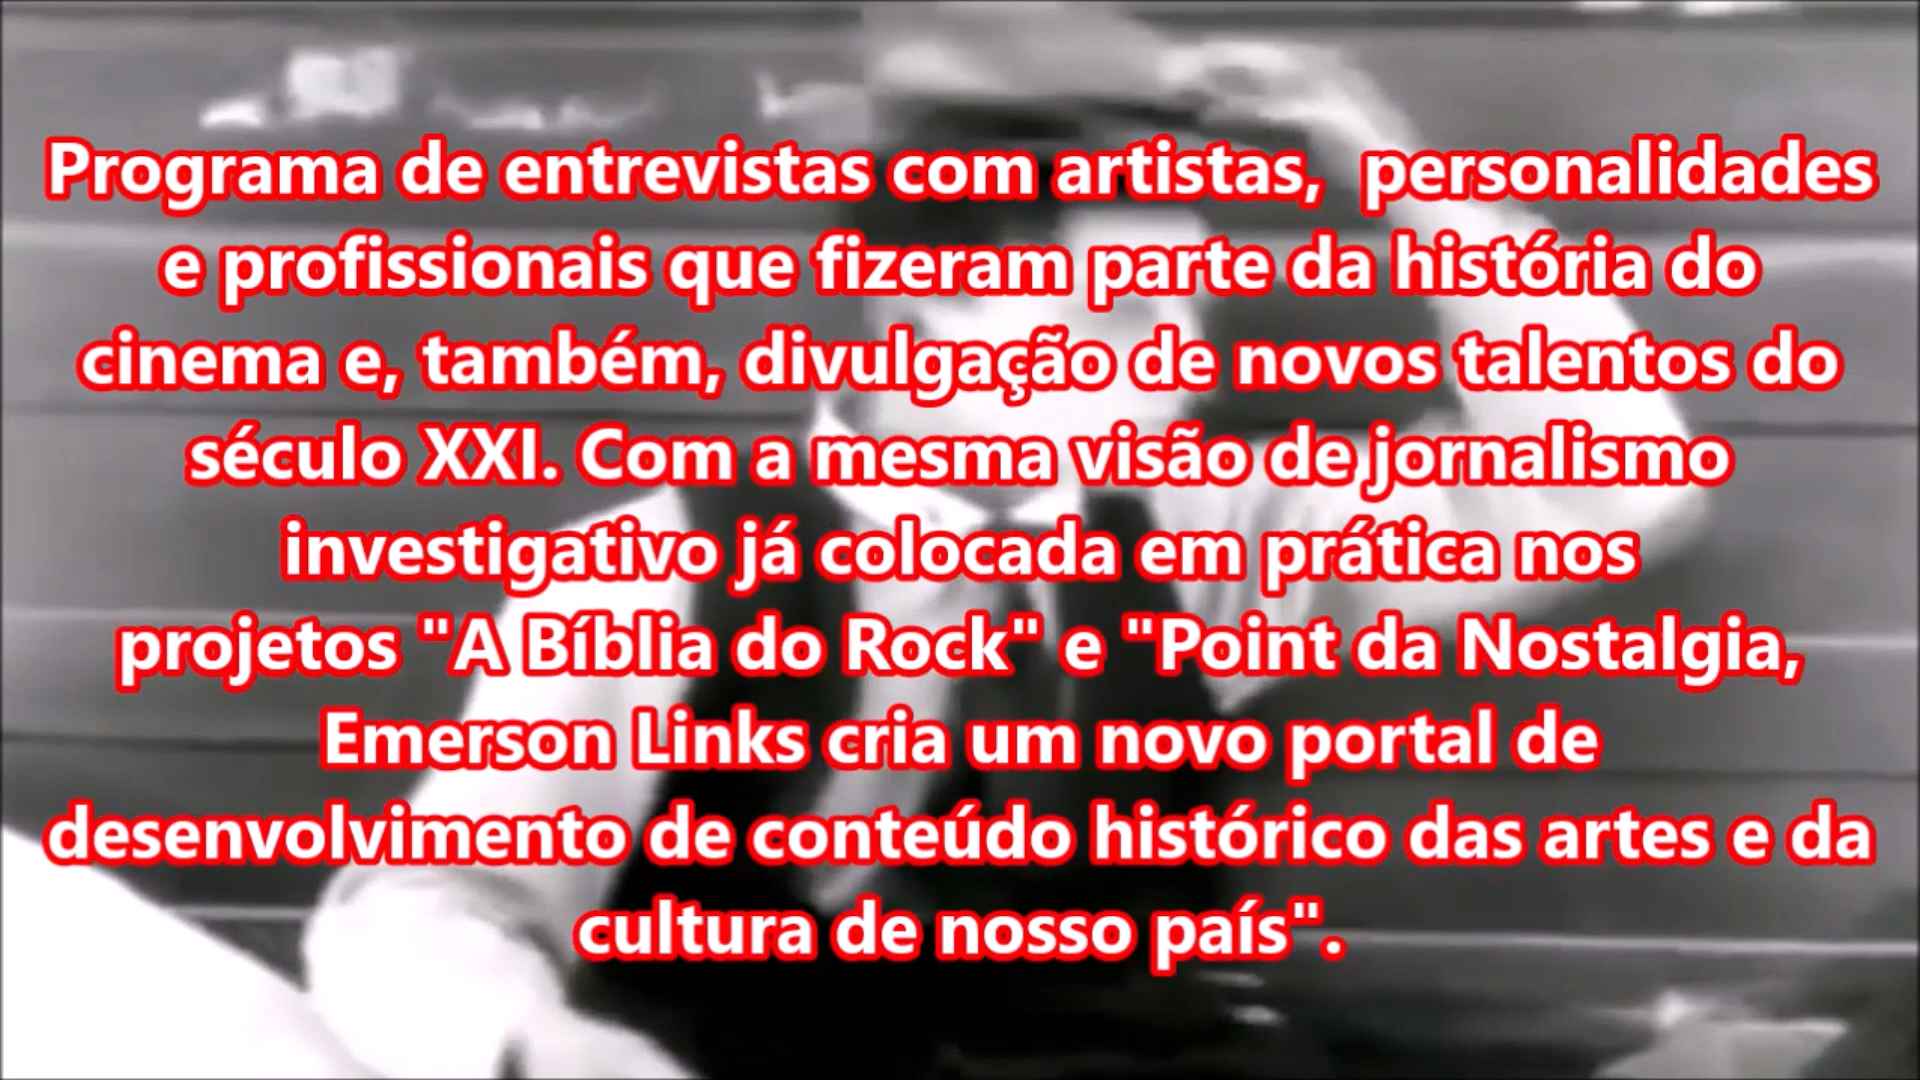 Programa de entrevistas com artistas,  personalidades
e profissionais que fizeram parte da história do
cinema e, também, divulgação de novos talentos do
século XXI. Com a mesma visão de jornalismo
investigativo já colocada em prática nos
projetos "A Bíblia do Rock" e "Point da Nostalgia,
Emerson Links cria um novo portal de
desenvolvimento de conteúdo histórico das artes e da
cultura de nosso país".